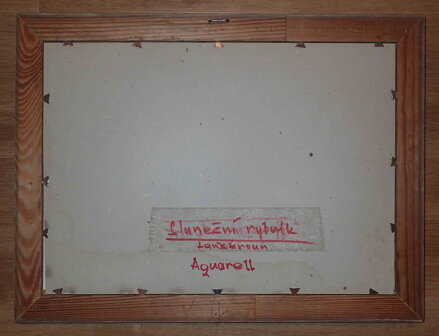 Sluneční rybník
Lanzkroun
Aquarell